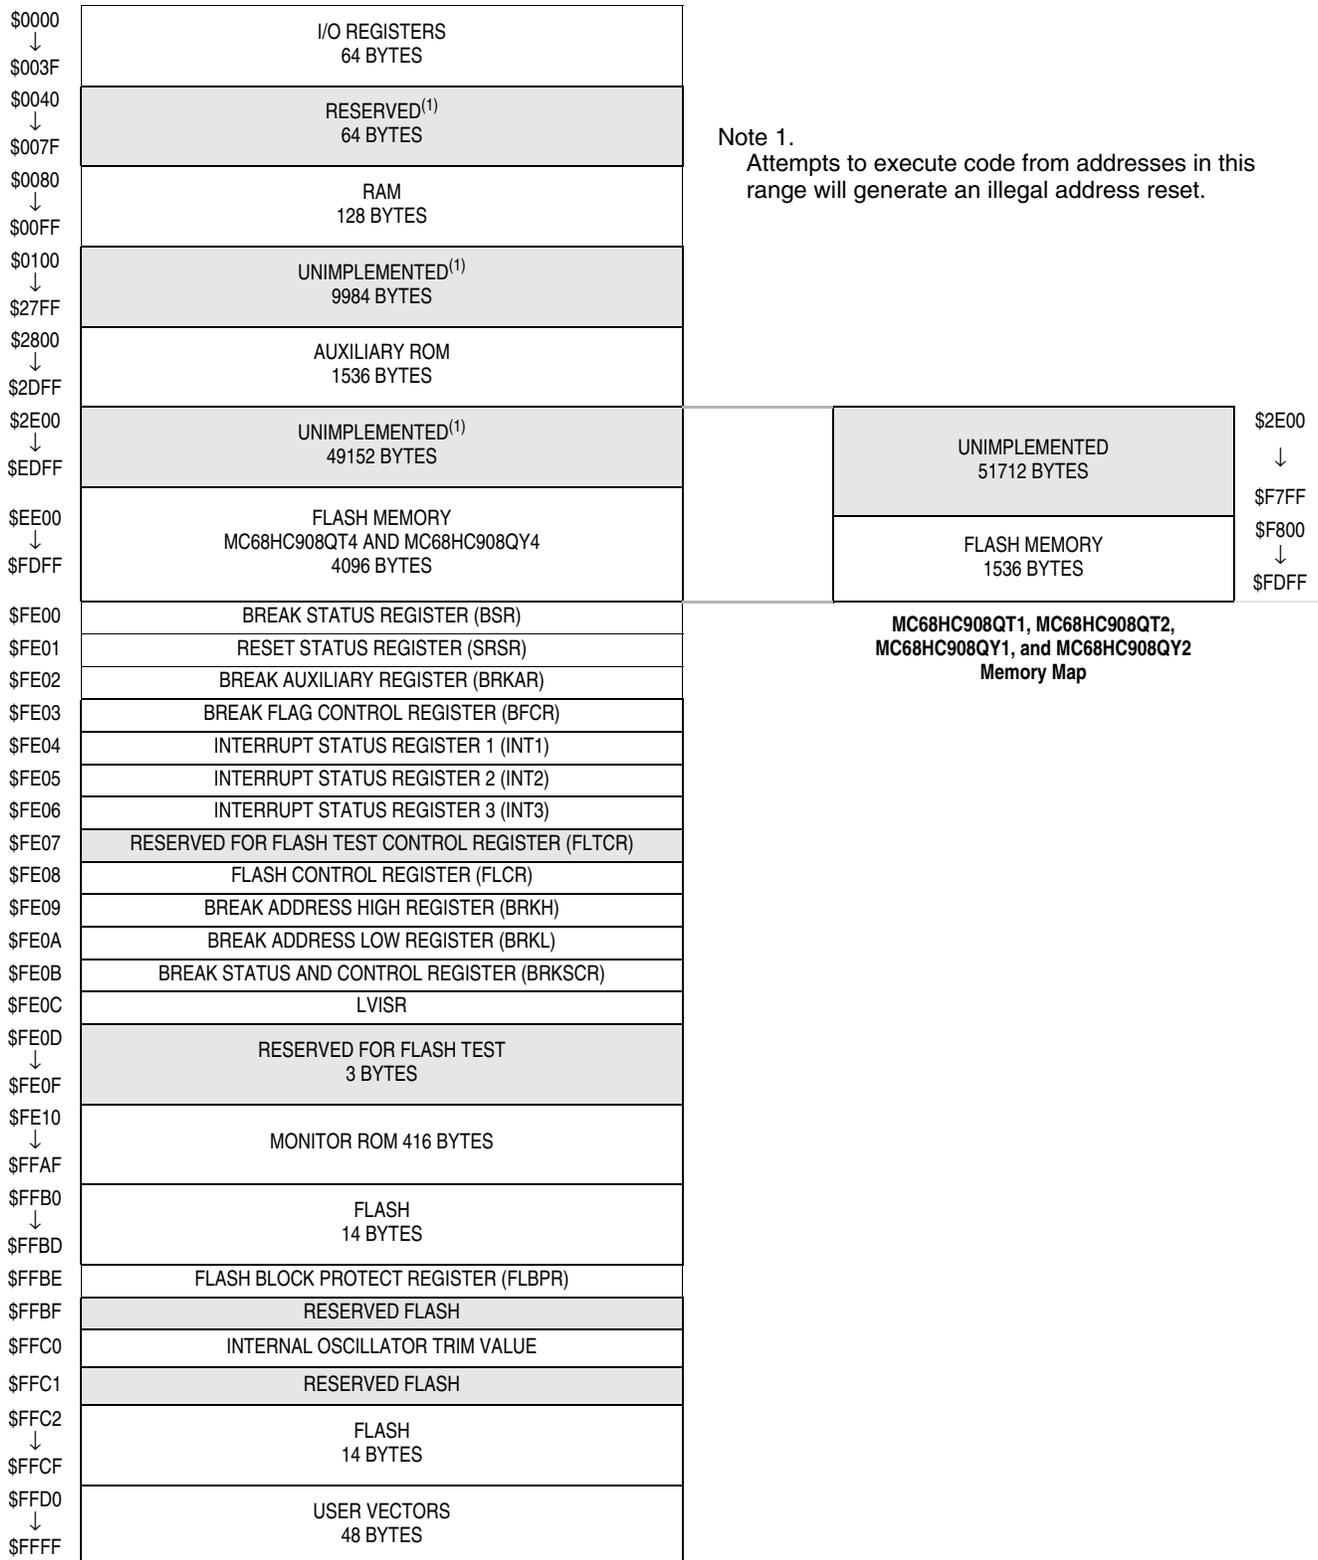 $0000
↓
$003F
I/O REGISTERS
64 BYTES
$0040
↓
$007F
RESERVED(1)
64 BYTES
Note 1.
Attempts to execute code from addresses in this
range will generate an illegal address reset.
$0080
↓
$00FF
RAM
128 BYTES
$0100
↓
$27FF
UNIMPLEMENTED(1)
9984 BYTES
$2800
↓
$2DFF
AUXILIARY ROM
1536 BYTES
$2E00
↓
$EDFF
UNIMPLEMENTED(1)
49152 BYTES
UNIMPLEMENTED
51712 BYTES
$2E00
↓
$F7FF
$EE00
↓
$FDFF
FLASH MEMORY
MC68HC908QT4 AND MC68HC908QY4
4096 BYTES
FLASH MEMORY
1536 BYTES
$F800
↓
$FDFF
MC68HC908QT1, MC68HC908QT2,
MC68HC908QY1, and MC68HC908QY2
Memory Map
$FE00 BREAK STATUS REGISTER (BSR)
$FE01 RESET STATUS REGISTER (SRSR)
$FE02 BREAK AUXILIARY REGISTER (BRKAR)
$FE03 BREAK FLAG CONTROL REGISTER (BFCR)
$FE04 INTERRUPT STATUS REGISTER 1 (INT1)
$FE05 INTERRUPT STATUS REGISTER 2 (INT2)
$FE06 INTERRUPT STATUS REGISTER 3 (INT3)
$FE07 RESERVED FOR FLASH TEST CONTROL REGISTER (FLTCR)
$FE08 FLASH CONTROL REGISTER (FLCR)
$FE09 BREAK ADDRESS HIGH REGISTER (BRKH)
$FE0A BREAK ADDRESS LOW REGISTER (BRKL)
$FE0B BREAK STATUS AND CONTROL REGISTER (BRKSCR)
$FE0C LVISR
$FE0D
↓
$FE0F
RESERVED FOR FLASH TEST
3 BYTES
$FE10
↓
$FFAF
MONITOR ROM 416 BYTES
$FFB0
↓
$FFBD
FLASH
14 BYTES
$FFBE FLASH BLOCK PROTECT REGISTER (FLBPR)
$FFBF RESERVED FLASH
$FFC0 INTERNAL OSCILLATOR TRIM VALUE
$FFC1 RESERVED FLASH
$FFC2
↓
$FFCF
FLASH
14 BYTES
$FFD0
↓
$FFFF
USER VECTORS
48 BYTES